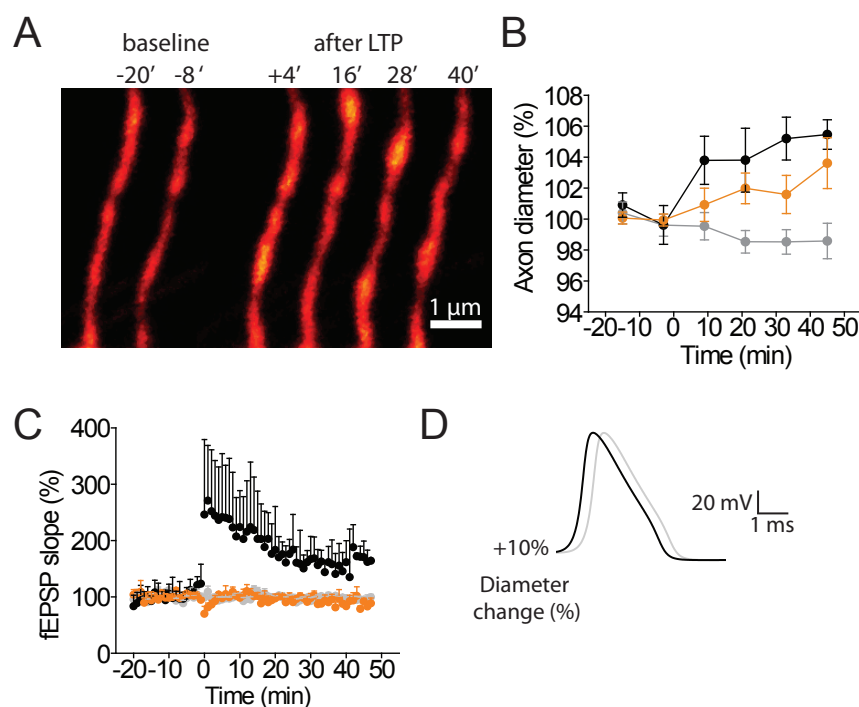 A
baseline
after LTP
-20’
-8 ‘
+4’
16’
28’
40’
1 µm
B
Axon diameter (%)
108
106
104
102
100
98
96
94
-20
-10
0
10
20
30
40
50
Time (min)
C
fEPSP slope (%)
400
300
200
100
0
-20
-10
0
10
20
30
40
50
Time (min)
D
20 mV
1 ms
+10%
Diameter
change (%)